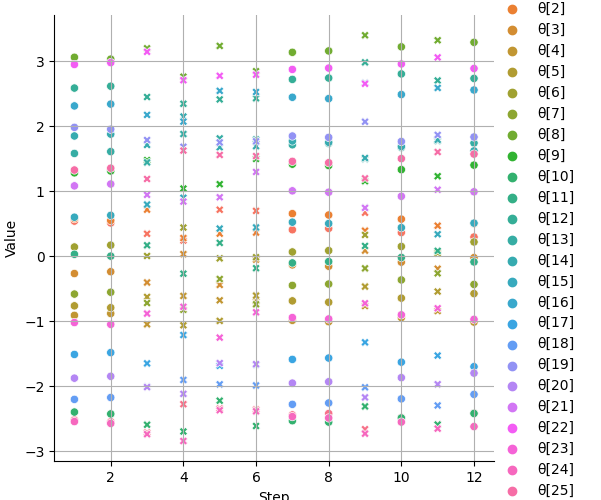 Value
3
2
1
0
−1
−2
−3
2
4
6
8
10
12
Step
θ[2]
θ[3]
θ[4]
θ[5]
θ[6]
θ[7]
θ[8]
θ[9]
θ[10]
θ[11]
θ[12]
θ[13]
θ[14]
θ[15]
θ[16]
θ[17]
θ[18]
θ[19]
θ[20]
θ[21]
θ[22]
θ[23]
θ[24]
θ[25]